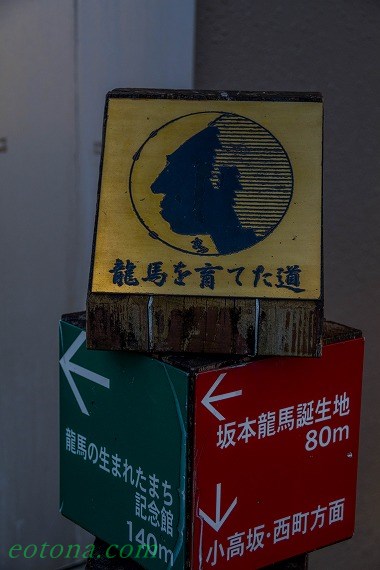 龍馬を育てた道
龍馬の生まれたまち
記念館
140m
坂本龍馬誕生地
80m
小高坂・西町方面
eotona.com